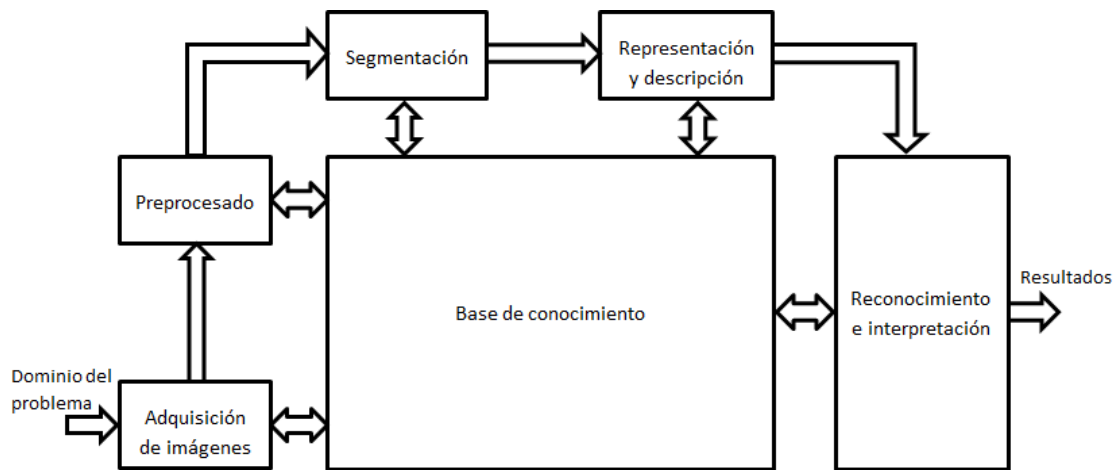 Segmentación
Representación
y descripción
Preprocesado
Base de conocimiento
Reconocimiento
e interpretación
Resultados
Dominio del
problema
Adquisición
de imágenes